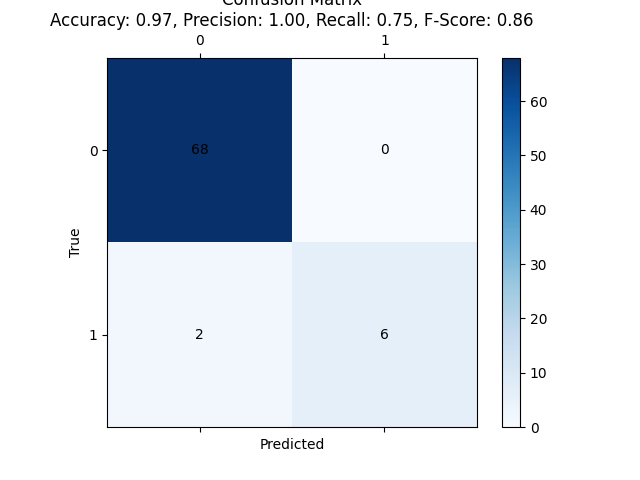 Confusion Matrix
Accuracy: 0.97, Precision: 1.00, Recall: 0.75, F-Score: 0.86
0 1
0 68 0
True
1 2 6
Predicted
60
50
40
30
20
10
0